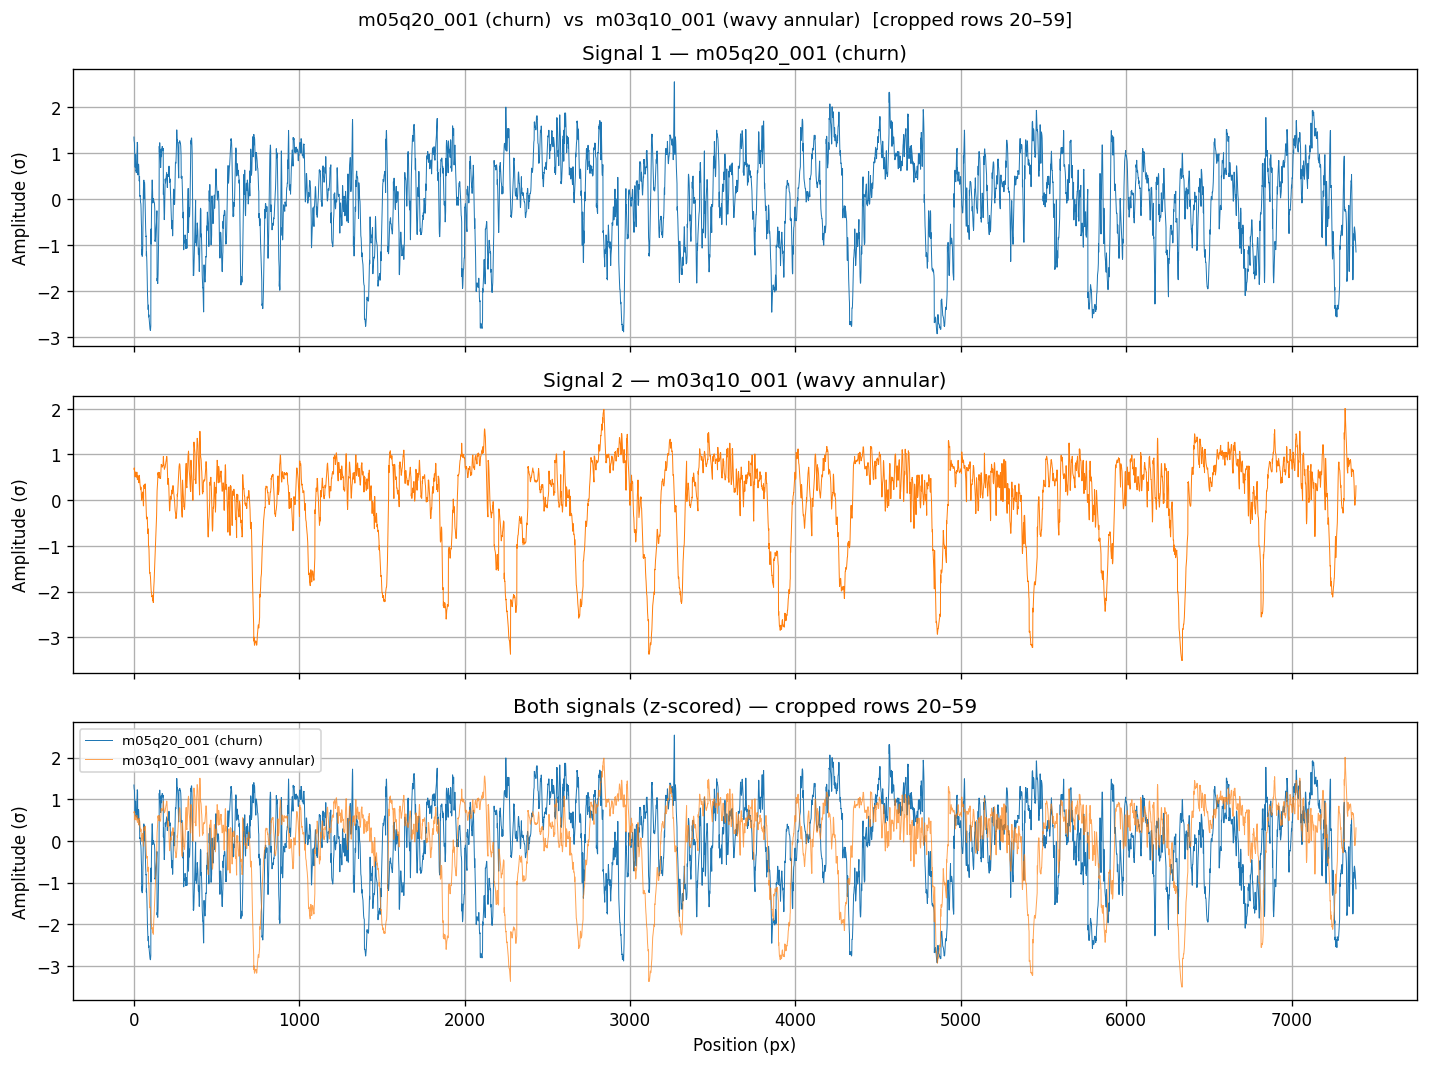 m05q20_001 (churn)  vs  m03q10_001 (wavy annular)  [cropped rows 20–59]
Signal 1 — m05q20_001 (churn)
Amplitude (σ)
2
1
0
−1
−2
−3
Signal 2 — m03q10_001 (wavy annular)
Amplitude (σ)
2
1
0
−1
−2
−3
Both signals (z-scored) — cropped rows 20–59
m05q20_001 (churn)
m03q10_001 (wavy annular)
Amplitude (σ)
2
1
0
−1
−2
−3
0 1000 2000 3000 4000 5000 6000 7000
Position (px)